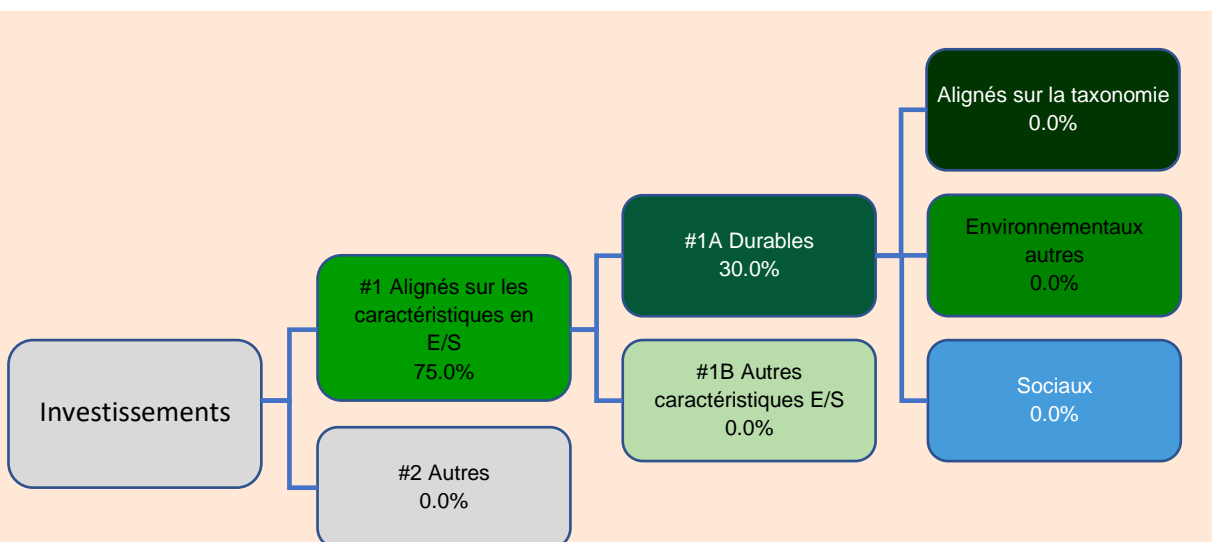 Investissements
#1 Alignés sur les
caractéristiques en
E/S
75.0%
#2 Autres
0.0%
#1A Durables
30.0%
#1B Autres
caractéristiques E/S
0.0%
Alignés sur la taxonomie
0.0%
Environnementaux
autres
0.0%
Sociaux
0.0%